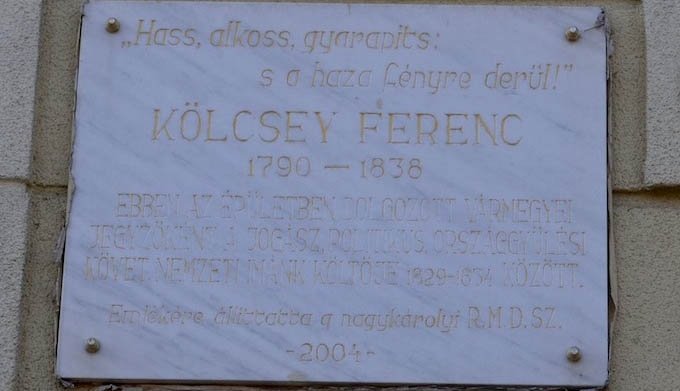 „Hass, alkoss, gyarapits:
s a haza fényre derül!”
KÖLCSEY FERENC
1790 — 1838
EBBEN AZ ÉPÜLETBEN DOLGOZOTT VÁRMEGYEI
JEGYZŐKÉNT A JOGÁSZ, POLITIKUS, ORSZÁGGYŰLÉSI
KÖVET, NEMZETI IMÁNK KÖLTŐJE 1829-1834 KÖZÖTT.
Emlékére állittatta a nagykárolyi R.M.D.SZ.
-2004-